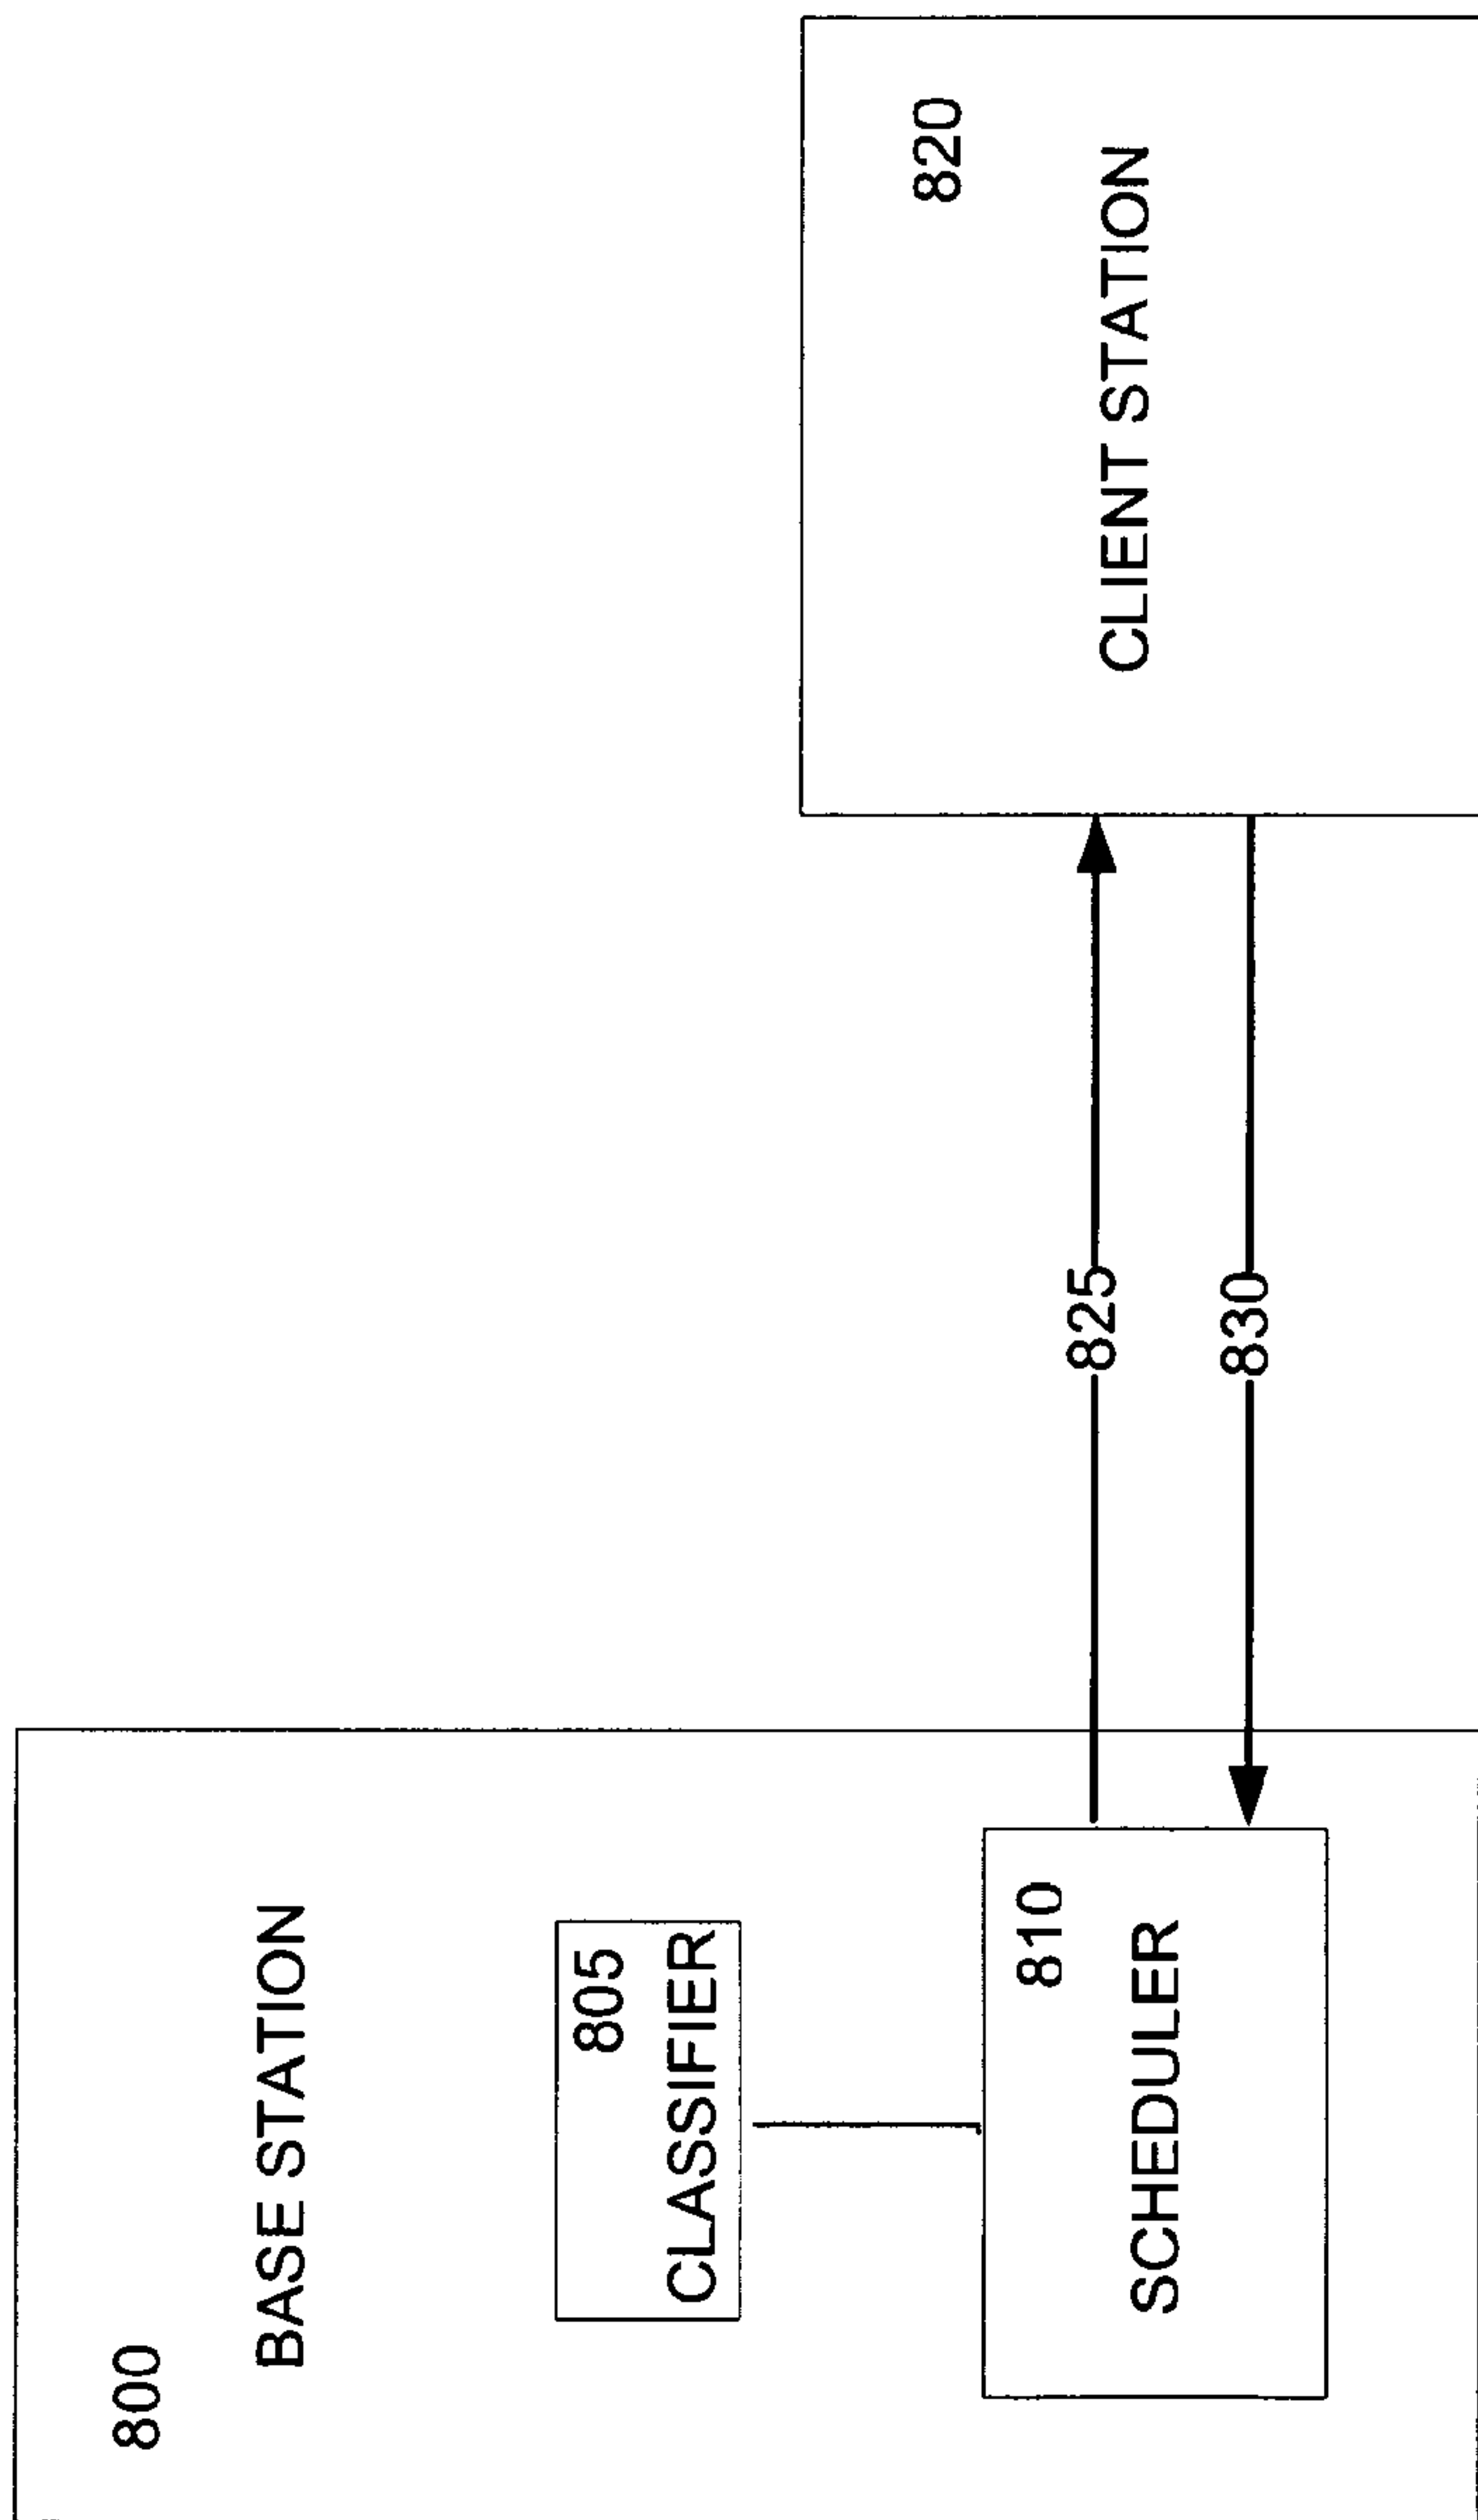 800
BASE STATION
805
CLASSIFIER
810
SCHEDULER
825
830
820
CLIENT STATION